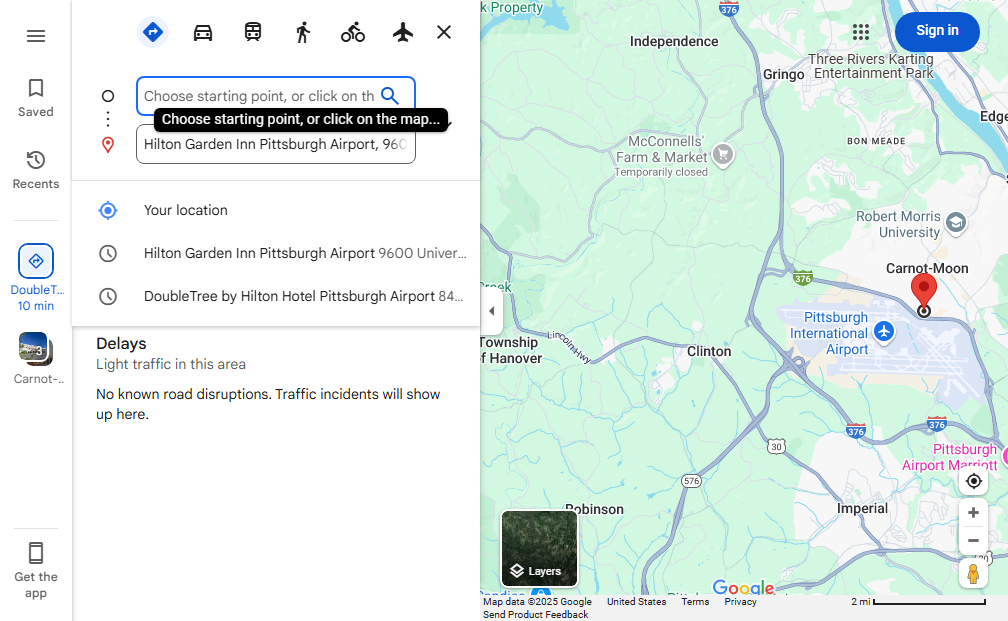 Saved
Recents
DoubleT...
10 min
3
Carnot-..
Get the
app
Choose starting point, or click on th
Choose starting point, or click on the map...
Hilton Garden Inn Pittsburgh Airport, 960
Your location
Hilton Garden Inn Pittsburgh Airport 9600 Univer...
DoubleTree by Hilton Hotel Pittsburgh Airport 84...
Delays
Light traffic in this area
No known road disruptions. Traffic incidents will show
up here.
k Property
376
Independence
Sign in
Three Rivers Karting
Entertainment Park
Gringo
Edge
BON MEADE
McConnells'
Farm & Market
Temporarily closed
Robert Morris
University
Carnot-Moon
376
reek
Pittsburgh
International
Airport
Township
of Hanover
Lincoln Hwy
Clinton
376
376
30
Pittsburgh
Airport Marriott
576
Imperial
Robinson
Layers
Google
Map data ©2025 Google
United States
Terms
Privacy
2 mi
Send Product Feedback